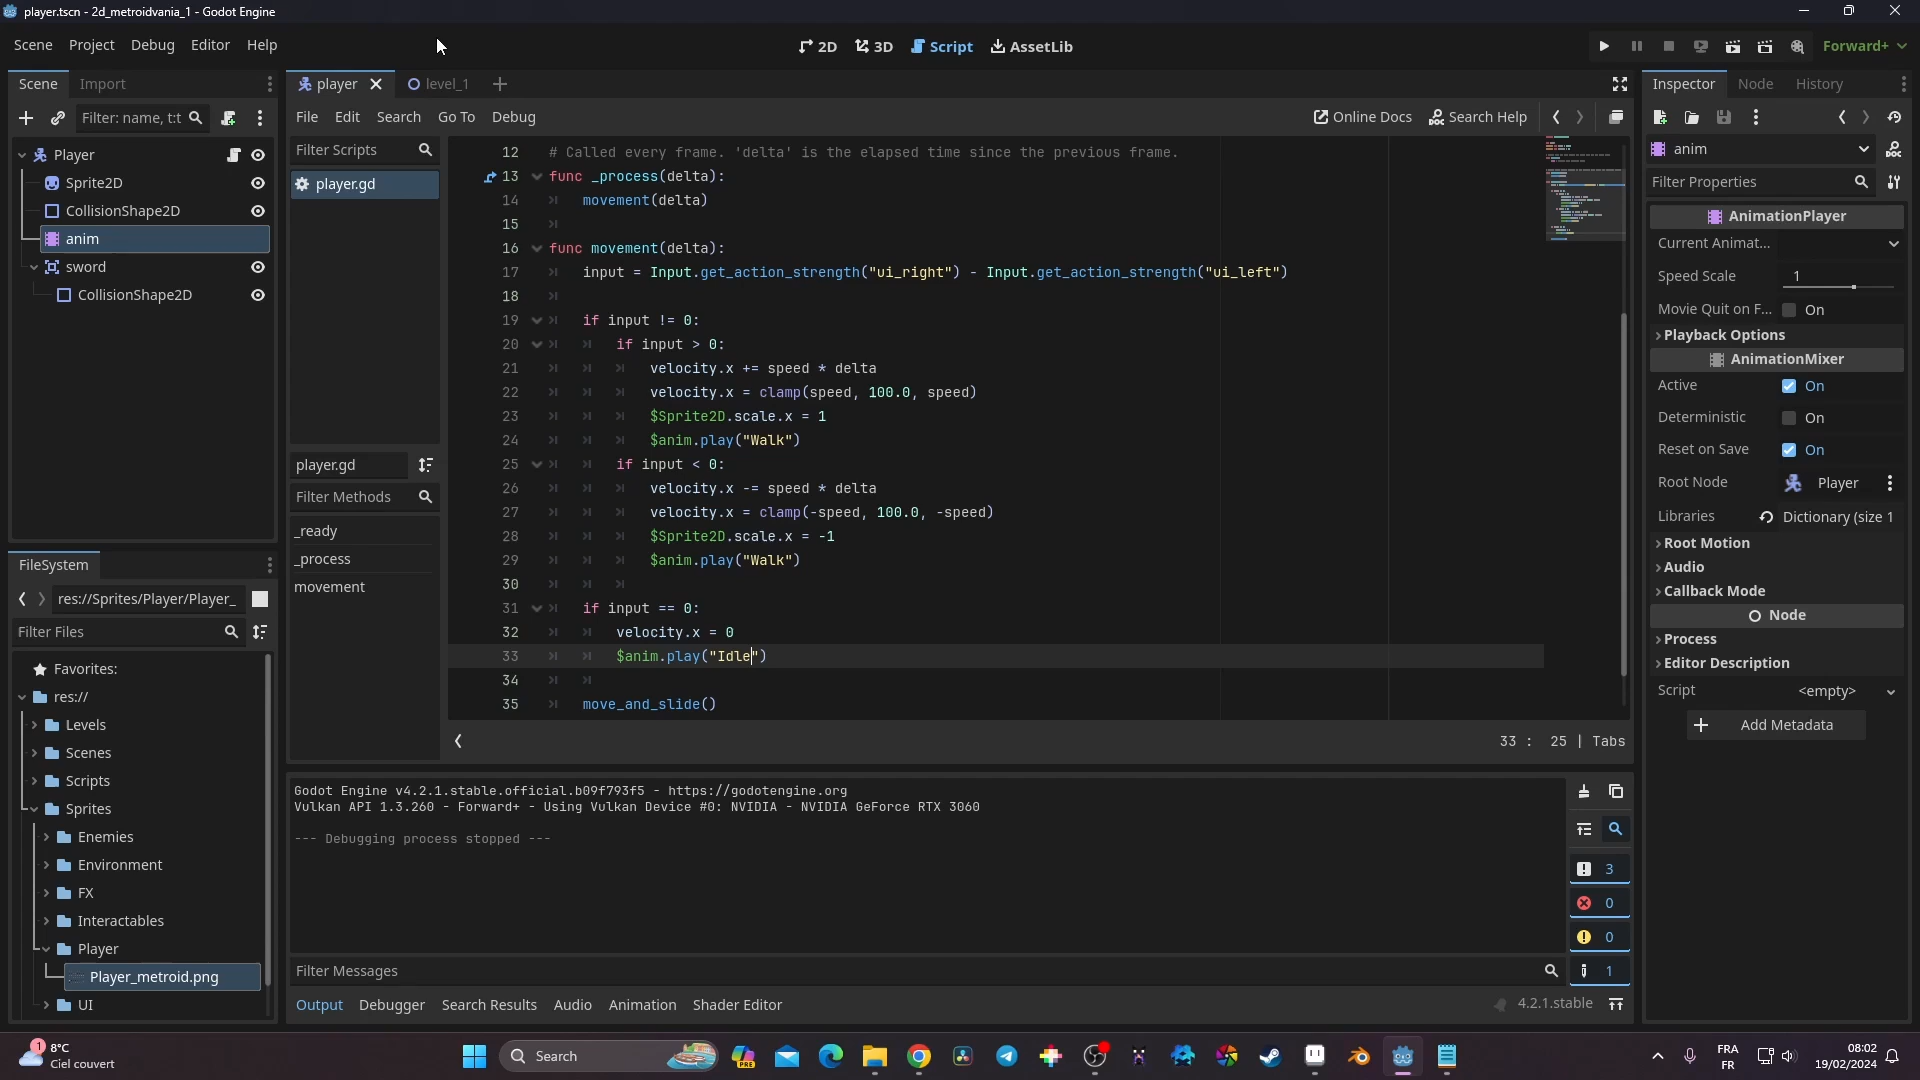 player.tscn - 2d_metroidvania_1 - Godot Engine
Scene Project Debug Editor Help
2D 3D Script AssetLib
Forward+
Scene Import
Filter: name, t:t
Player
Sprite2D
CollisionShape2D
anim
sword
CollisionShape2D
FileSystem
res://Sprites/Player/Player_
Filter Files
Favorites:
res://
Levels
Scenes
Scripts
Sprites
Enemies
Environment
FX
Interactables
Player
Player_metroid.png
UI
player level_1
File Edit Search Go To Debug
Online Docs Search Help
Filter Scripts
player.gd
player.gd
Filter Methods
_ready
_process
movement
12 # Called every frame. 'delta' is the elapsed time since the previous frame.
13 func _process(delta):
14 movement(delta)
15
16 func movement(delta):
17 input = Input.get_action_strength("ui_right") - Input.get_action_strength("ui_left")
18
19 if input != 0:
20 if input > 0:
21 velocity.x += speed * delta
22 velocity.x = clamp(speed, 100.0, speed)
23 $Sprite2D.scale.x = 1
24 $anim.play("Walk")
25 if input < 0:
26 velocity.x -= speed * delta
27 velocity.x = clamp(-speed, 100.0, -speed)
28 $Sprite2D.scale.x = -1
29 $anim.play("Walk")
30
31 if input == 0:
32 velocity.x = 0
33 $anim.play("Idle")
34
35 move_and_slide()
33 : 25 | Tabs
Godot Engine v4.2.1.stable.official.b09f793f5 - https://godotengine.org
Vulkan API 1.3.260 - Forward+ - Using Vulkan Device #0: NVIDIA - NVIDIA GeForce RTX 3060
--- Debugging process stopped ---
3
0
0
1
Filter Messages
Output Debugger Search Results Audio Animation Shader Editor
4.2.1.stable
Inspector Node History
anim
Filter Properties
AnimationPlayer
Current Animat...
Speed Scale 1
Movie Quit on F... On
Playback Options
AnimationMixer
Active On
Deterministic On
Reset on Save On
Root Node Player
Libraries Dictionary (size 1
Root Motion
Audio
Callback Mode
Node
Process
Editor Description
Script <empty>
Add Metadata
1
8°C
Ciel couvert
Search
PRE
FRA
FR
08:02
19/02/2024